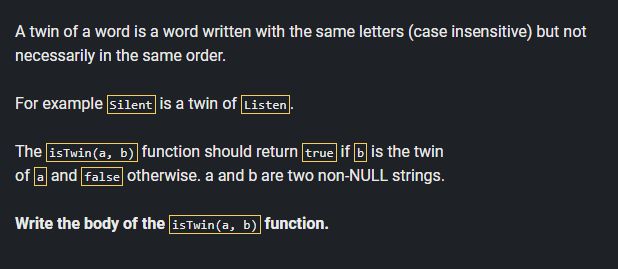 A twin of a word is a word written with the same letters (case insensitive) but not
necessarily in the same order.
For example Silent is a twin of Listen.
The isTwin(a, b) function should return true if b is the twin
of a and false otherwise. a and b are two non-NULL strings.
Write the body of the isTwin(a, b) function.